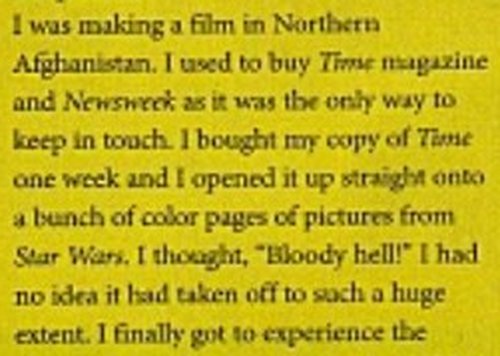 I was making a film in Northern
Afghanistan. I used to buy Time magazine
and Newsweek as it was the only way to
keep in touch. I bought my copy of Time
one week and I opened it up straight onto
a bunch of color pages of pictures from
Star Wars. I thought, "Bloody hell!" I had
no idea it had taken off to such a huge
extent. I finally got to experience the